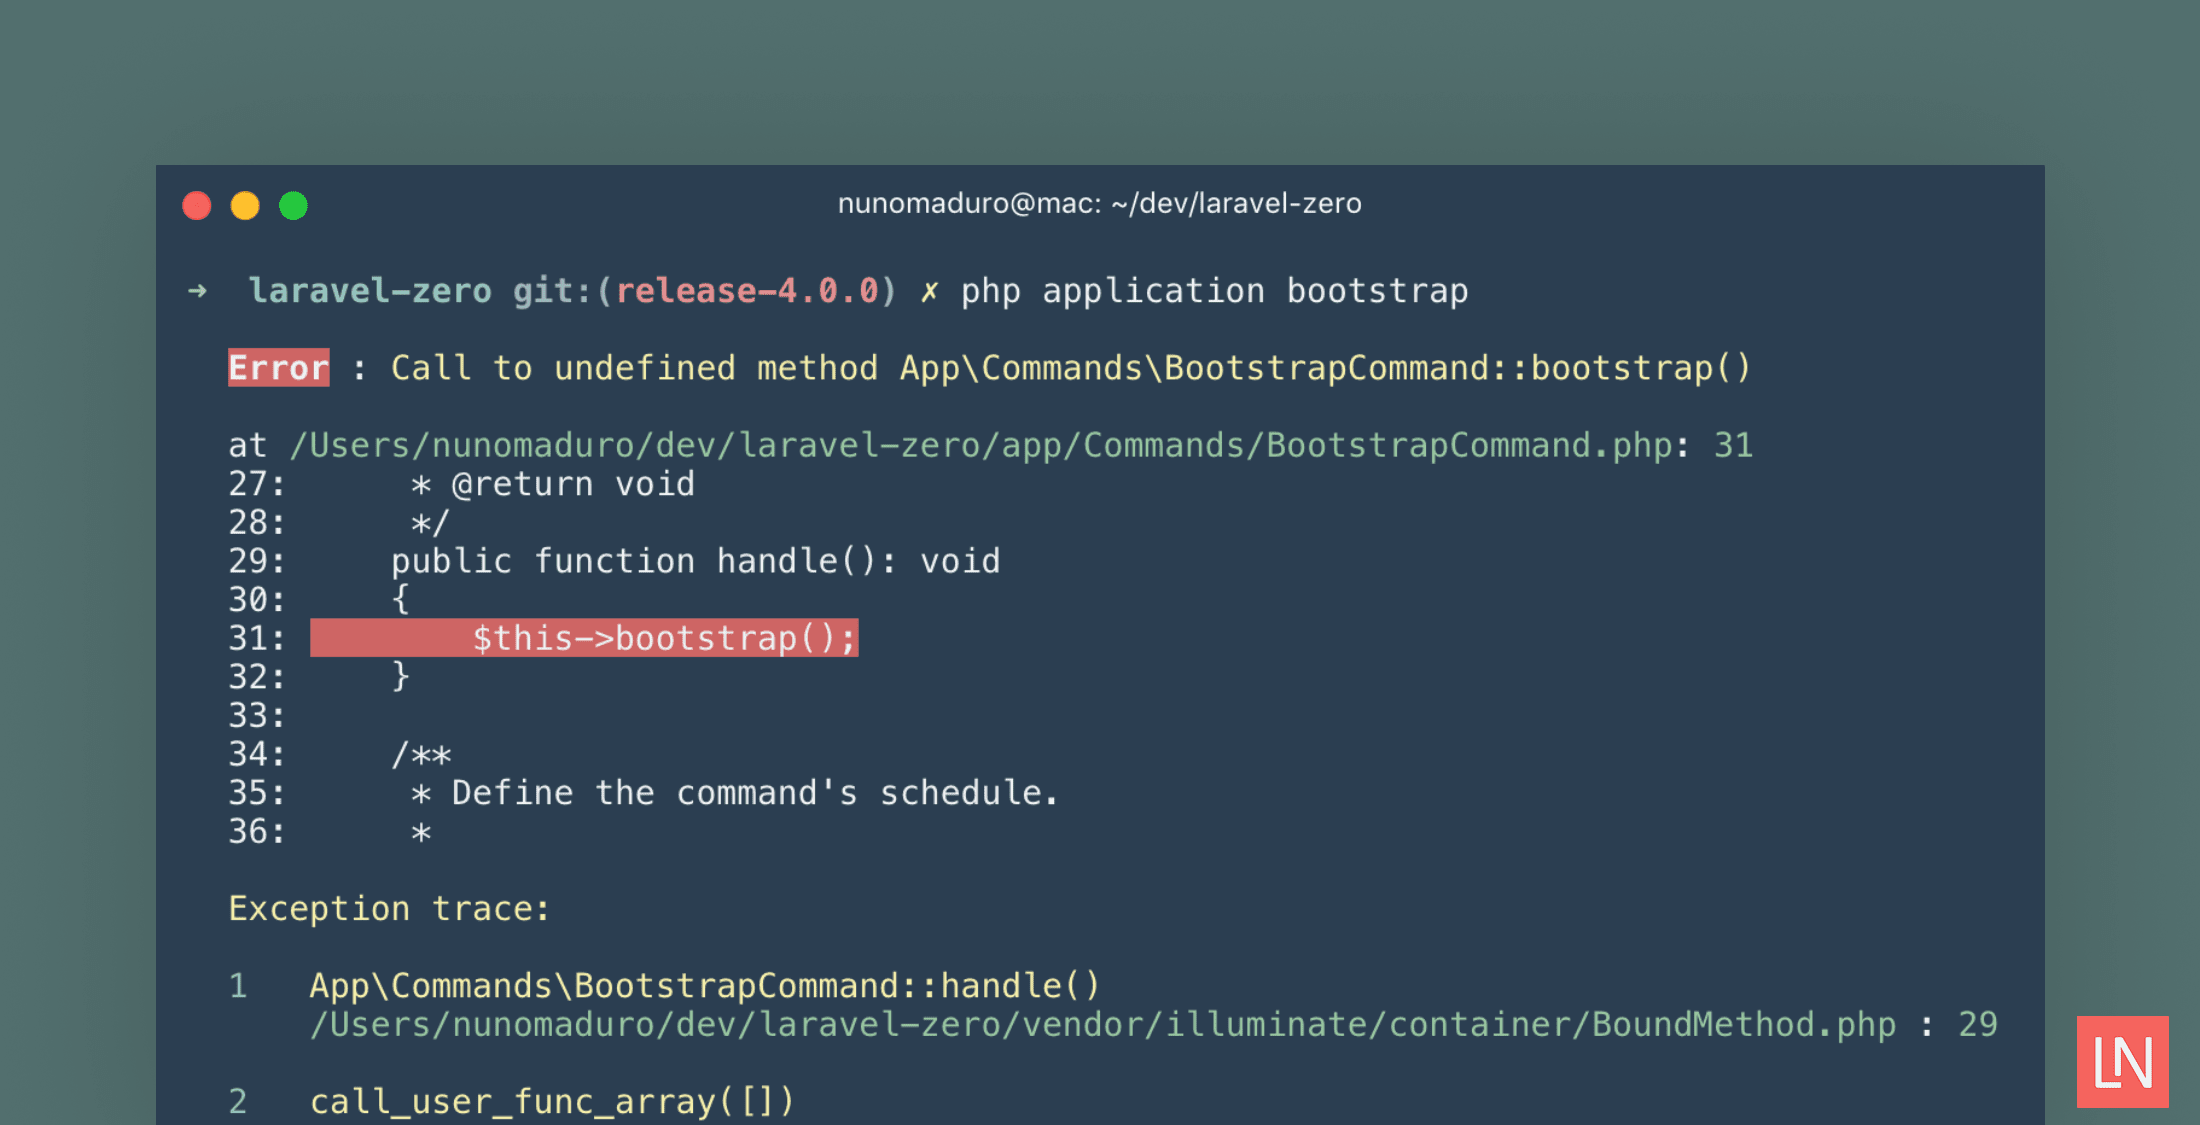 nunomaduro@mac: ~/dev/laravel-zero
➜  laravel-zero git:(release-4.0.0) ✗ php application bootstrap
Error : Call to undefined method App\Commands\BootstrapCommand::bootstrap()
at /Users/nunomaduro/dev/laravel-zero/app/Commands/BootstrapCommand.php: 31
27:      * @return void
28:      */
29:     public function handle(): void
30:     {
31:         $this->bootstrap();
32:     }
33:
34:     /**
35:      * Define the command's schedule.
36:      *
Exception trace:
1   App\Commands\BootstrapCommand::handle()
/Users/nunomaduro/dev/laravel-zero/vendor/illuminate/container/BoundMethod.php : 29
2   call_user_func_array([])
LN